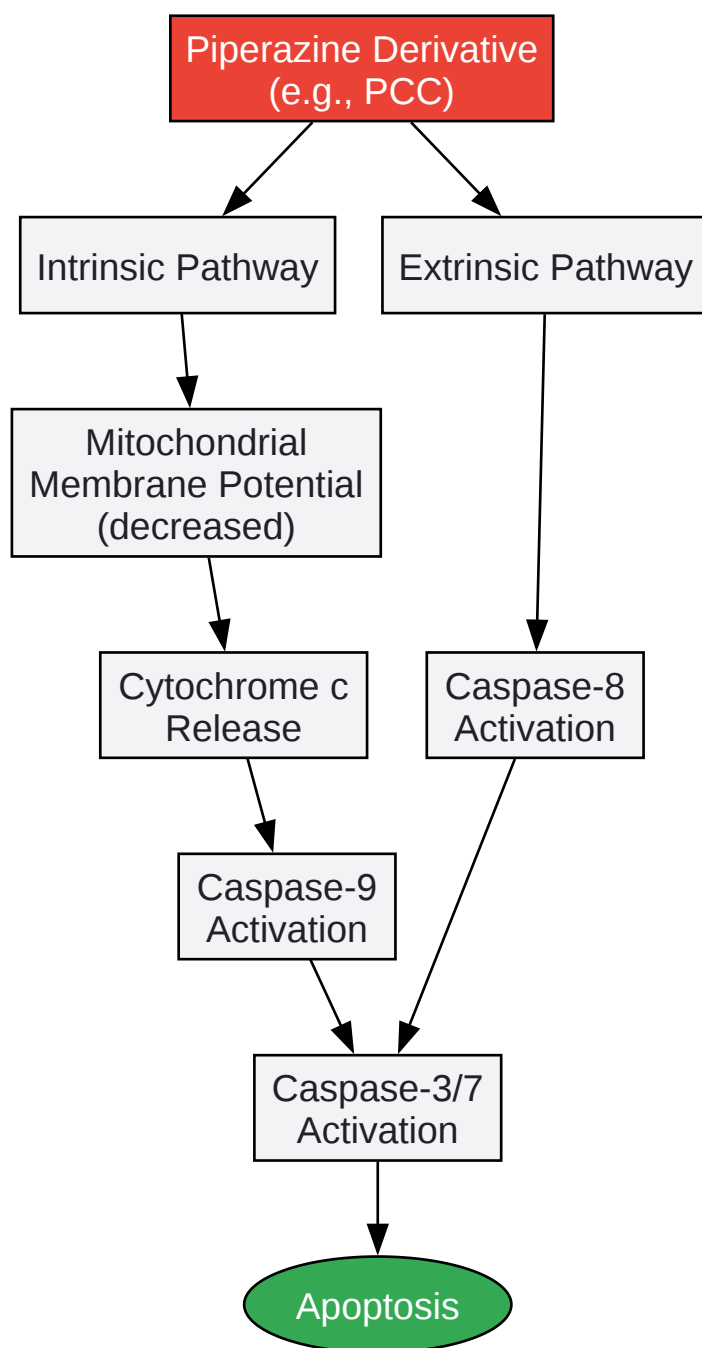 Piperazine Derivative
(e.g., PCC)
Intrinsic Pathway
Extrinsic Pathway
Mitochondrial
Membrane Potential
(decreased)
Cytochrome c
Release
Caspase-8
Activation
Caspase-9
Activation
Caspase-3/7
Activation
Apoptosis